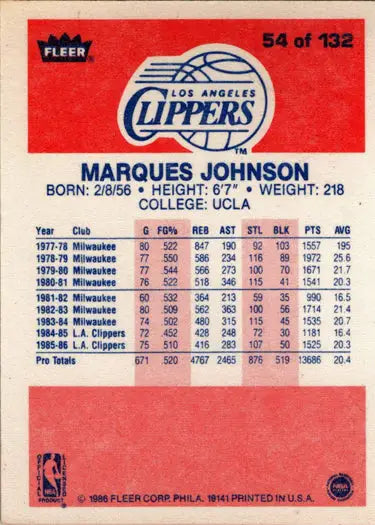 FLEER
54 of 132
LOS ANGELES
CLIPPERS
TM
MARQUES JOHNSON
BORN: 2/8/56 • HEIGHT: 6'7" • WEIGHT: 218
COLLEGE: UCLA
Year Club G FG% REB AST STL BLK PTS AVG
1977-78 Milwaukee 80 .522 847 190 92 103 1557 195
1978-79 Milwaukee 77 .550 586 234 116 89 1972 25.6
1979-80 Milwaukee 77 .544 566 273 100 70 1671 21.7
1980-81 Milwaukee 76 .522 518 346 115 41 1541 20.3
1981-82 Milwaukee 60 .532 364 213 59 35 990 16.5
1982-83 Milwaukee 80 .509 562 363 100 56 1714 21.4
1983-84 Milwaukee 74 .502 480 315 115 45 1535 20.7
1984-85 L.A. Clippers 72 .452 428 248 72 30 1181 16.4
1985-86 L.A. Clippers 75 .510 416 283 107 50 1525 20.3
Pro Totals 671 .520 4767 2465 876 519 13686 20.4
OFFICIAL NBA LICENSED
PRODUCT
© 1986 FLEER CORP. PHILA. 19141 PRINTED IN U.S.A.